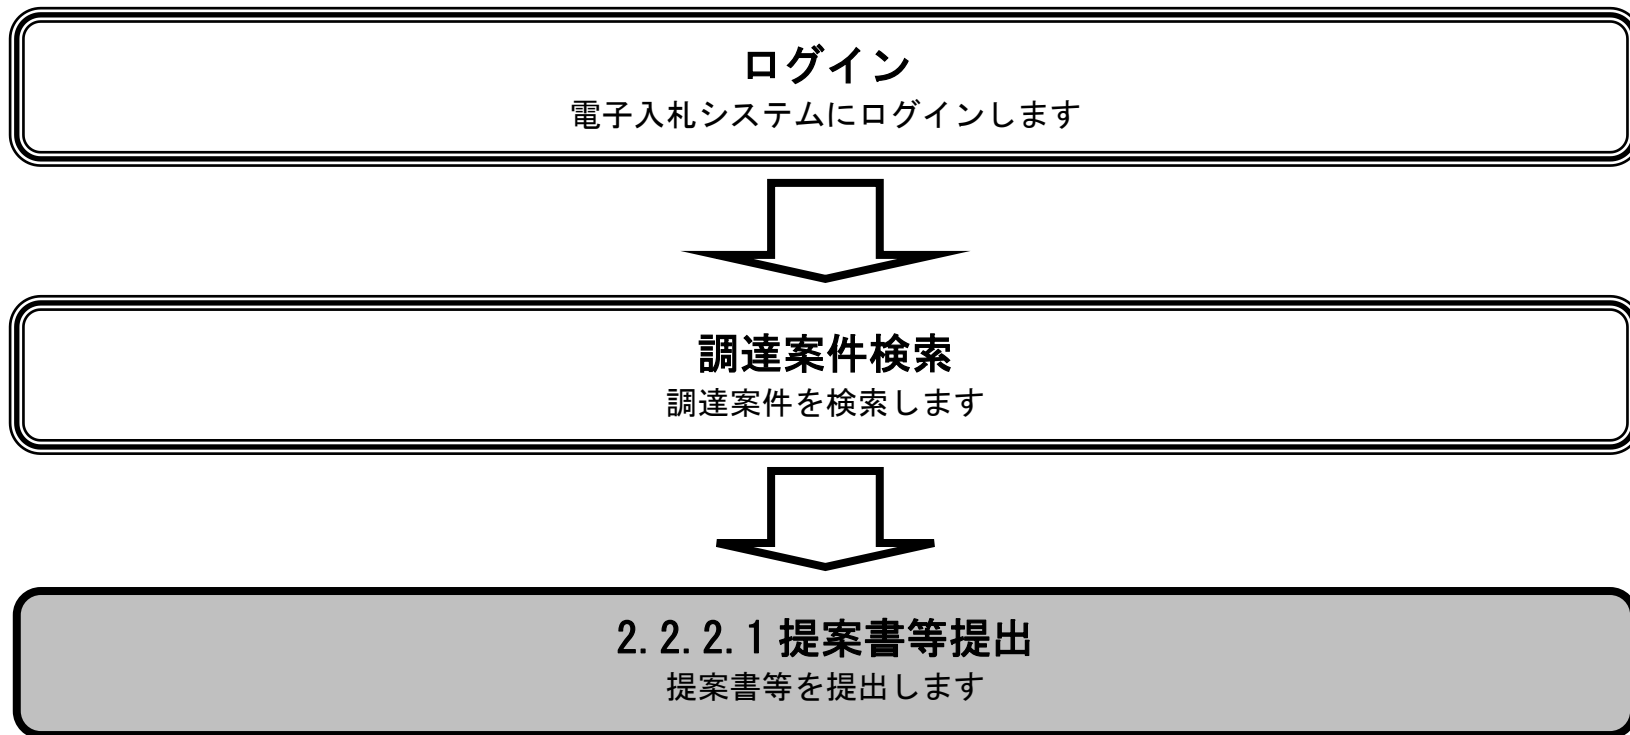 ログイン
電子入札システムにログインします
調達案件検索
調達案件を検索します
2.2.2.1 提案書等提出
提案書等を提出します